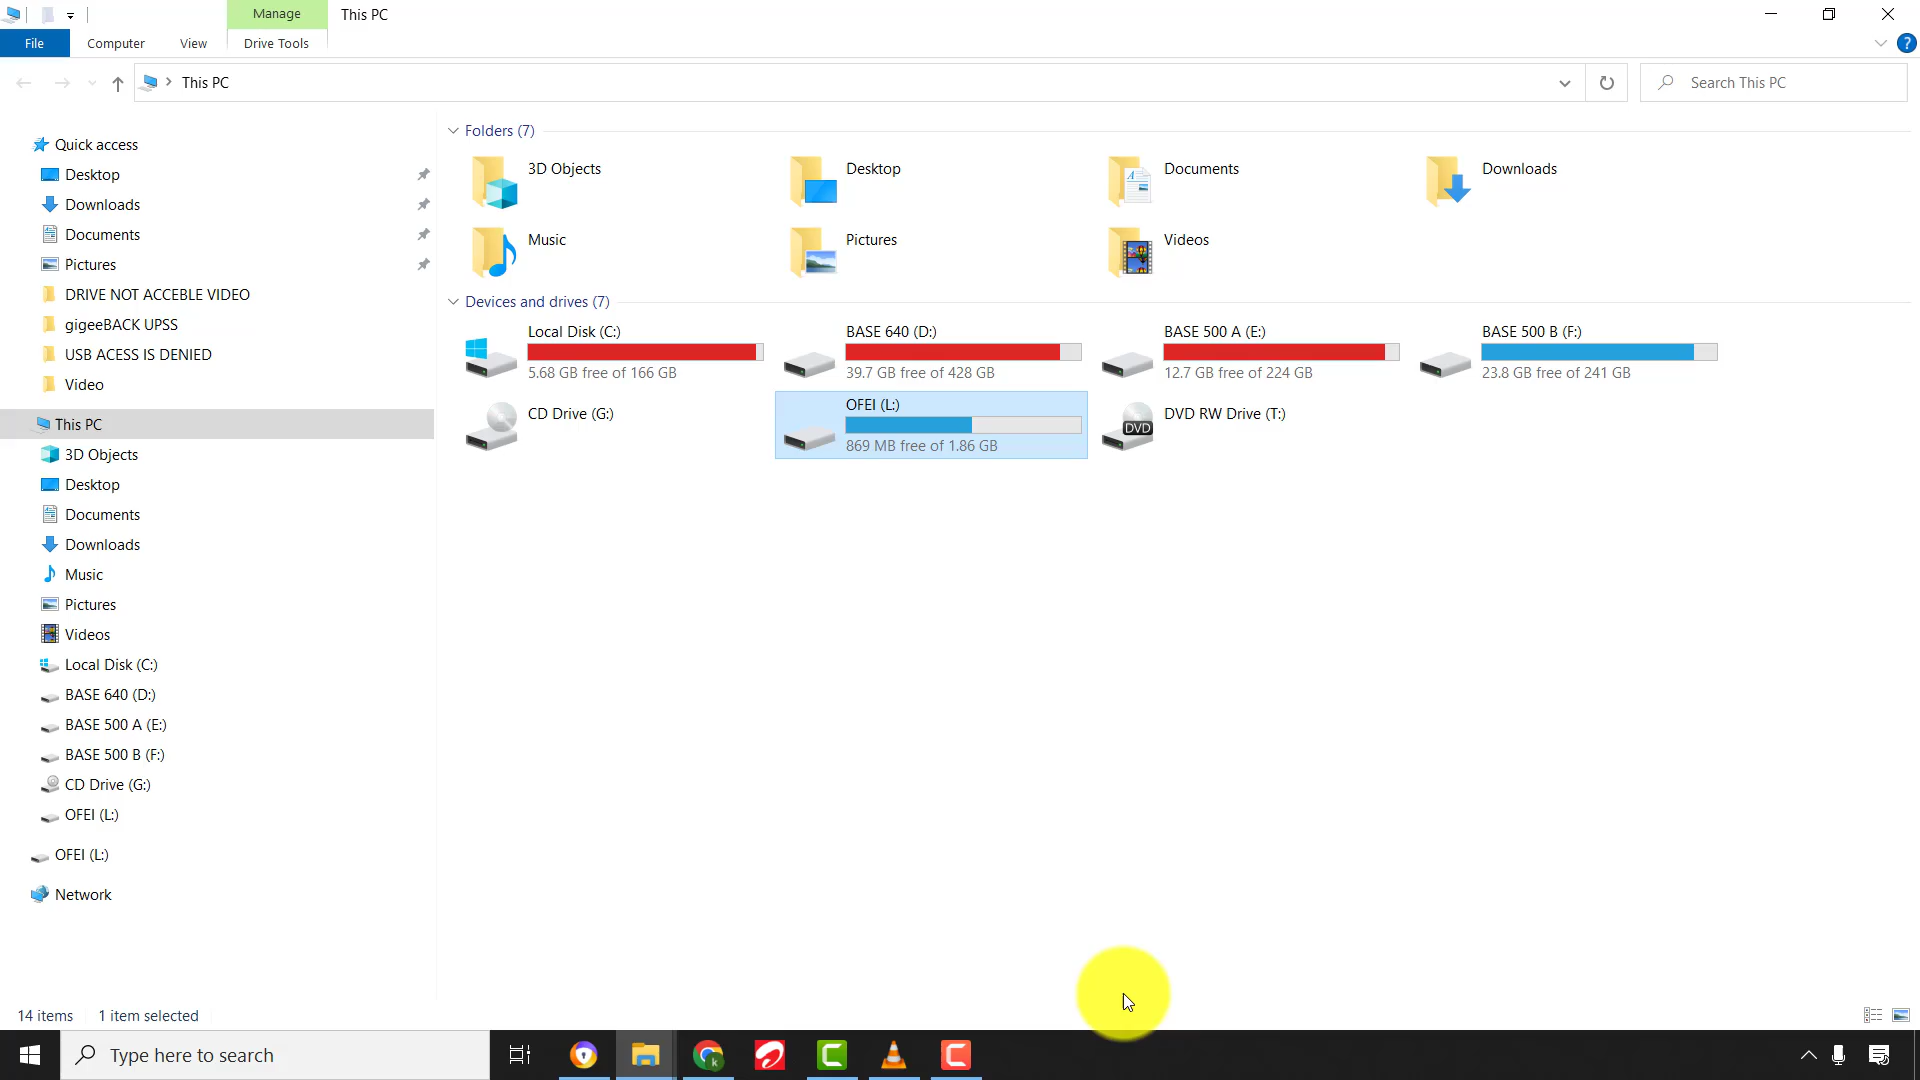 Manage
This PC
File
Computer
View
Drive Tools
This PC
Search This PC
Quick access
Desktop
Downloads
Documents
Pictures
DRIVE NOT ACCEBLE VIDEO
gigeeBACK UPSS
USB ACESS IS DENIED
Video
This PC
3D Objects
Desktop
Documents
Downloads
Music
Pictures
Videos
Local Disk (C:)
BASE 640 (D:)
BASE 500 A (E:)
BASE 500 B (F:)
CD Drive (G:)
OFEI (L:)
OFEI (L:)
Network
Folders (7)
3D Objects
Desktop
Documents
Downloads
Music
Pictures
Videos
Devices and drives (7)
Local Disk (C:)
5.68 GB free of 166 GB
BASE 640 (D:)
39.7 GB free of 428 GB
BASE 500 A (E:)
12.7 GB free of 224 GB
BASE 500 B (F:)
23.8 GB free of 241 GB
CD Drive (G:)
OFEI (L:)
869 MB free of 1.86 GB
DVD
DVD RW Drive (T:)
14 items
1 item selected
Type here to search
k